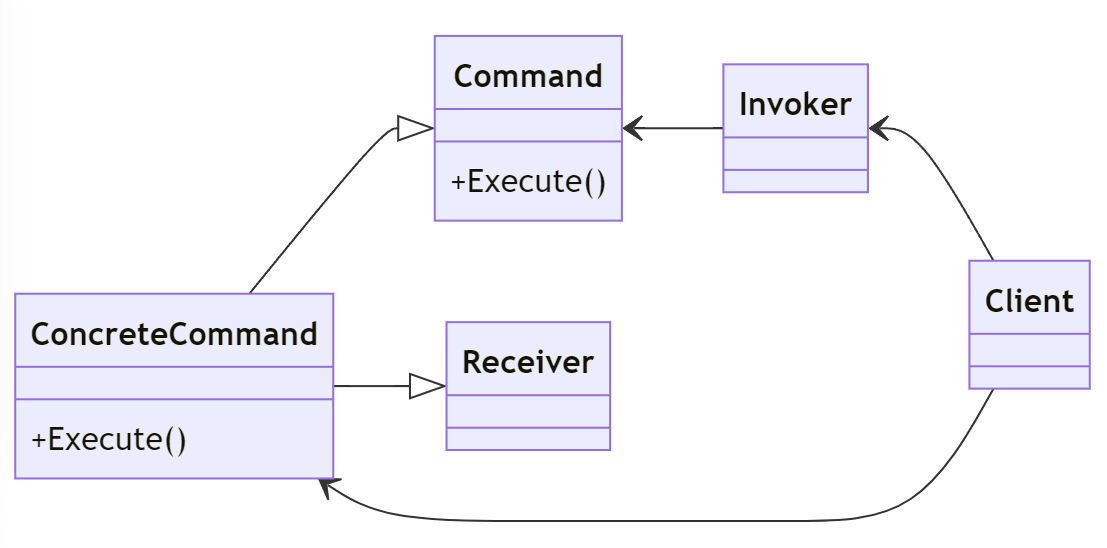 Command
+Execute()
Invoker
Client
ConcreteCommand
+Execute()
Receiver